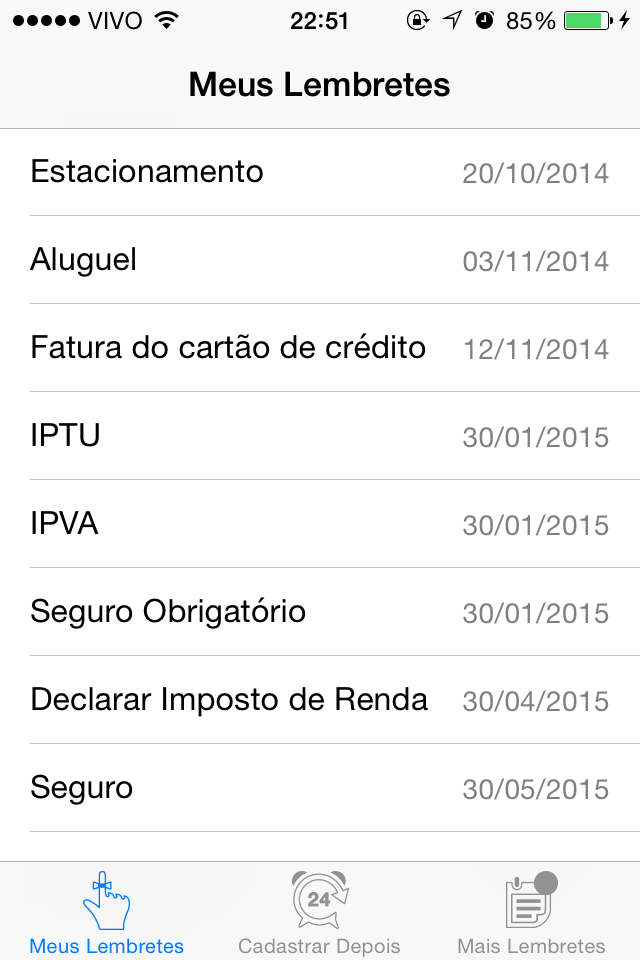 VIVO 22:51 85%
Meus Lembretes
Estacionamento 20/10/2014
Aluguel 03/11/2014
Fatura do cartão de crédito 12/11/2014
IPTU 30/01/2015
IPVA 30/01/2015
Seguro Obrigatório 30/01/2015
Declarar Imposto de Renda 30/04/2015
Seguro 30/05/2015
24
Meus Lembretes Cadastrar Depois Mais Lembretes